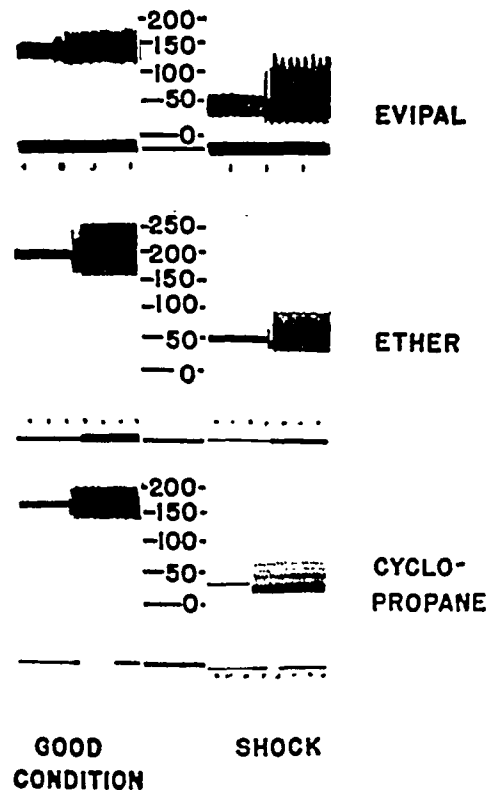 -200-
-150-
-100-
-50-
-0-
EVIPAL
-250-
-200-
-150-
-100-
-50-
-0-
ETHER
-200-
-150-
-100-
-50-
-0-
CYCLO-
PROPANE
GOOD
CONDITION
SHOCK